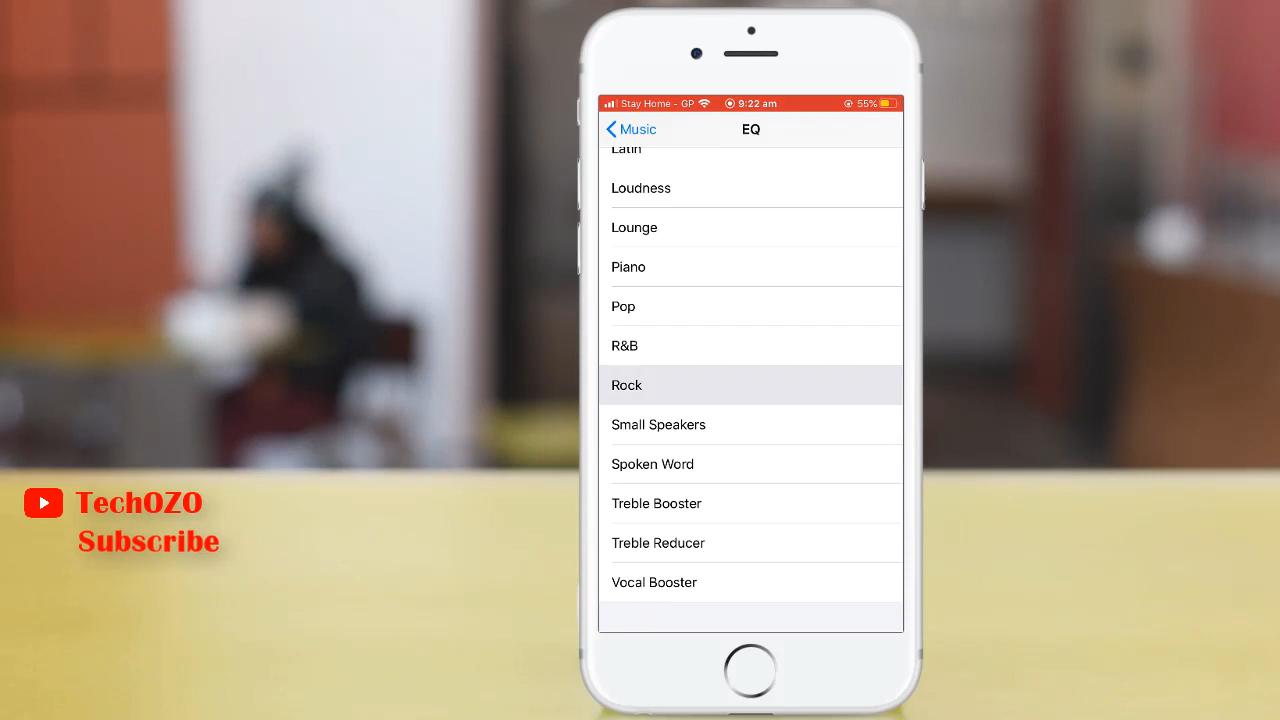 Stay Home - GP 9:22 am 55%
Music EQ
Latin
Loudness
Lounge
Piano
Pop
R&B
Rock
Small Speakers
Spoken Word
Treble Booster
Treble Reducer
Vocal Booster
TechOZO
Subscribe